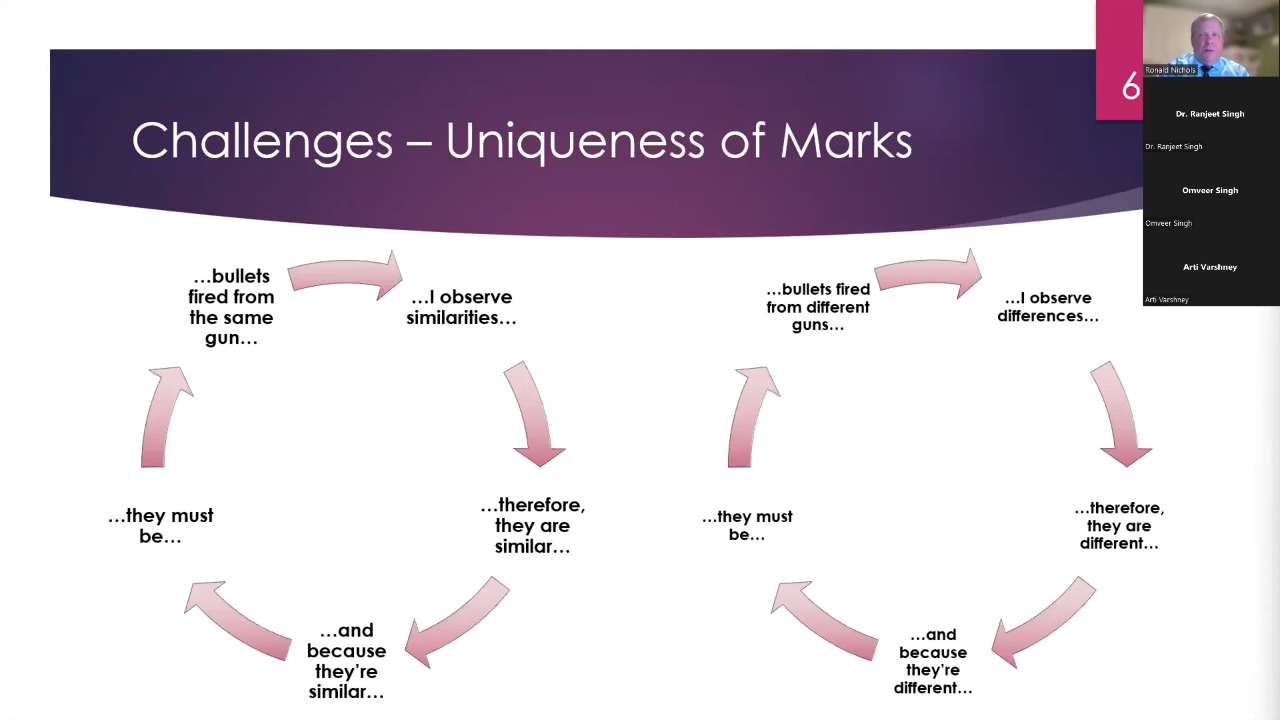 6
Challenges – Uniqueness of Marks
…bullets
fired from
the same
gun…
…I observe
similarities…
…therefore,
they are
similar…
…and
because
they’re
similar…
…they must
be…
…bullets fired
from different
guns…
…I observe
differences…
…therefore,
they are
different…
…and
because
they’re
different…
…they must
be…
Ronald Nichols
Dr. Ranjeet Singh
Dr. Ranjeet Singh
Omveer Singh
Omveer Singh
Arti Varshney
Arti Varshney